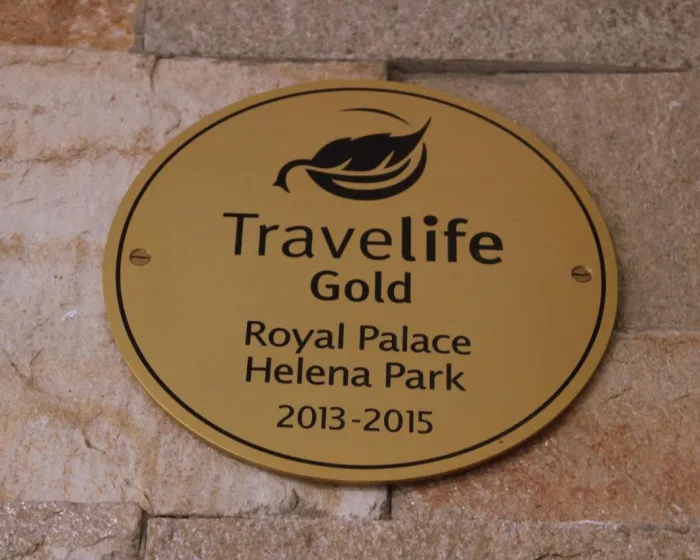 Travelife
Gold
Royal Palace
Helena Park
2013-2015